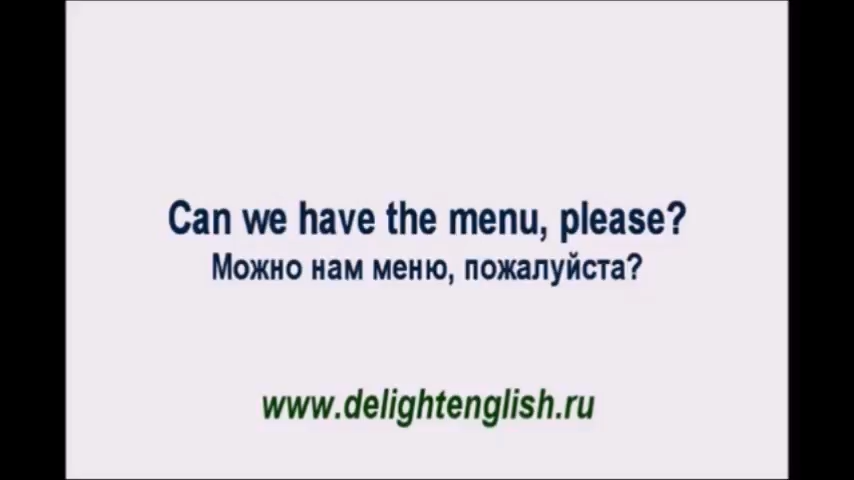 Can we have the menu, please?
Можно нам меню, пожалуйста?
www.delightenglish.ru